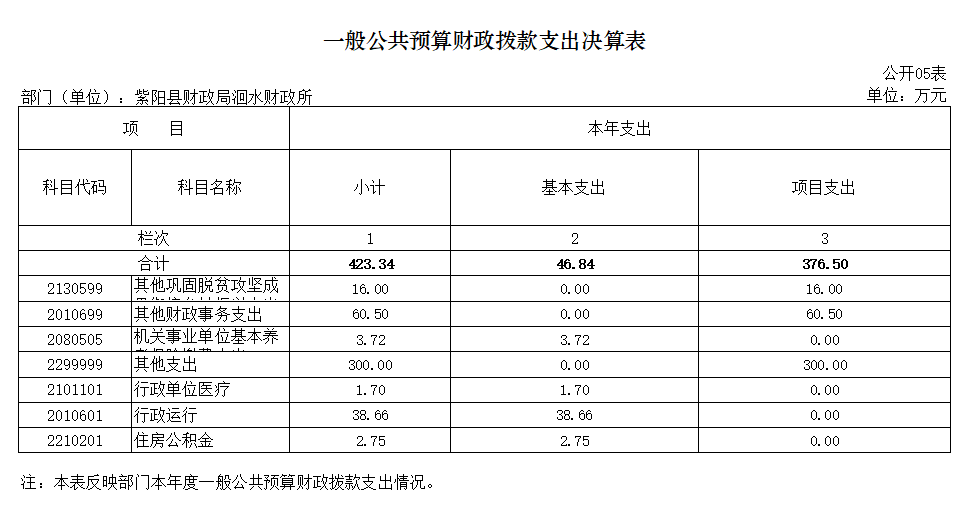 一般公共预算财政拨款支出决算表
公开05表
部门（单位）：紫阳县财政局洄水财政所 单位：万元
项 目 本年支出
科目代码 科目名称 小计 基本支出 项目支出
栏次 1 2 3
合计 423.34 46.84 376.50
2130599 其他巩固脱贫攻坚成 16.00 0.00 16.00
2010699 其他财政事务支出 60.50 0.00 60.50
2080505 机关事业单位基本养 3.72 3.72 0.00
2299999 其他支出 300.00 0.00 300.00
2101101 行政单位医疗 1.70 1.70 0.00
2010601 行政运行 38.66 38.66 0.00
2210201 住房公积金 2.75 2.75 0.00
注：本表反映部门本年度一般公共预算财政拨款支出情况。